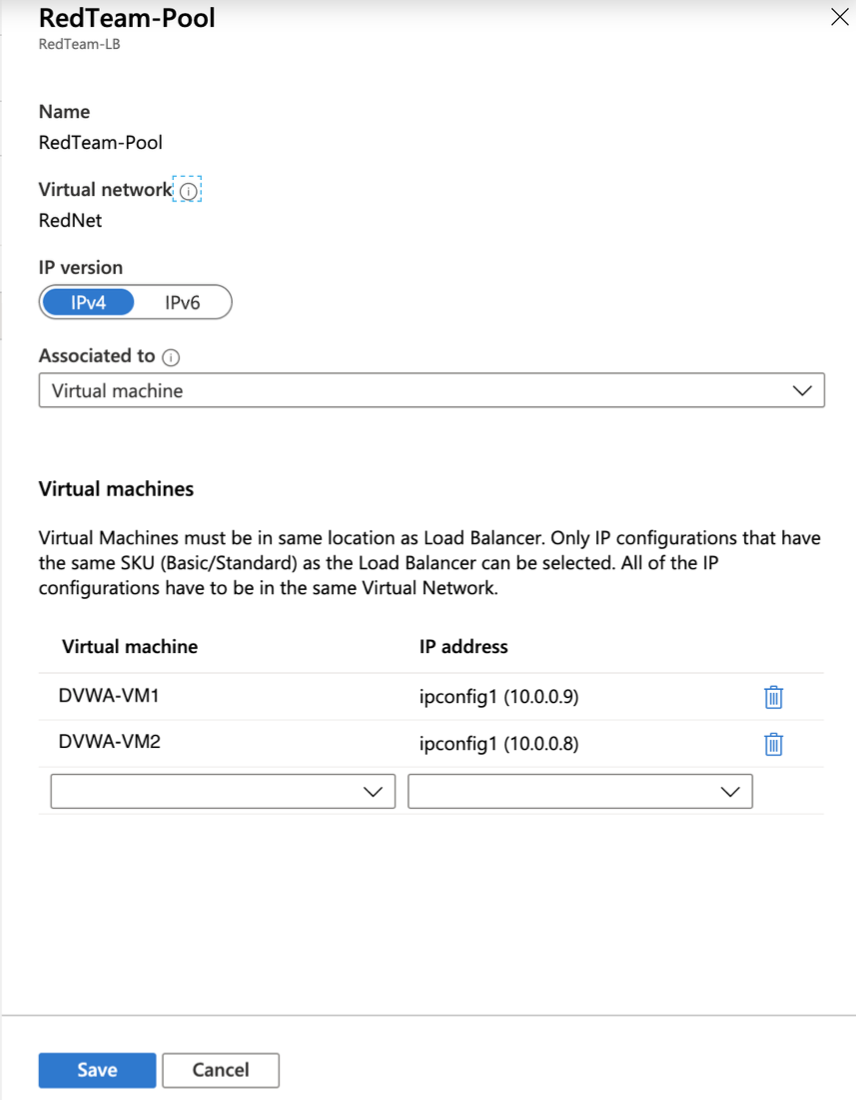 RedTeam-Pool
RedTeam-LB
Name
RedTeam-Pool
Virtual network
RedNet
IP version
IPv4 IPv6
Associated to
Virtual machine
Virtual machines
Virtual Machines must be in same location as Load Balancer. Only IP configurations that have
the same SKU (Basic/Standard) as the Load Balancer can be selected. All of the IP
configurations have to be in the same Virtual Network.
Virtual machine IP address
DVWA-VM1 ipconfig1 (10.0.0.9)
DVWA-VM2 ipconfig1 (10.0.0.8)
Save Cancel